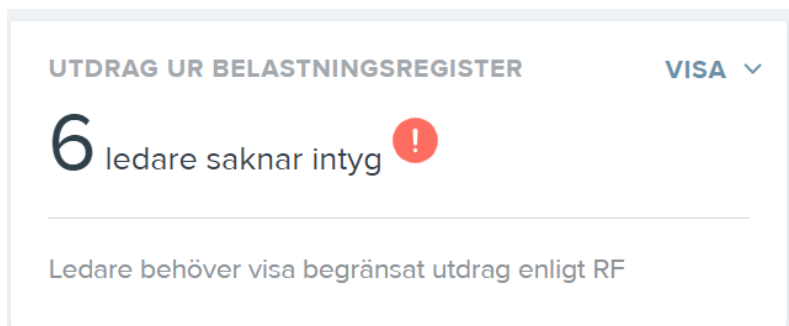 UTDRAG UR BELASTNINGSREGISTER VISA
6 ledare saknar intyg !
Ledare behöver visa begränsat utdrag enligt RF